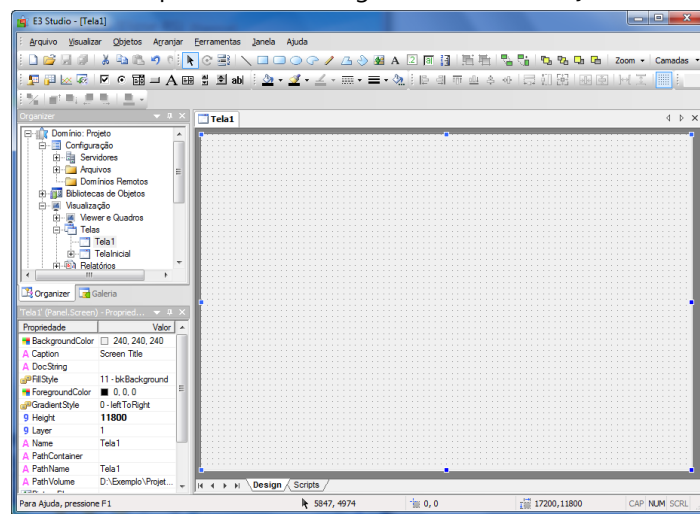 E3 Studio - [Tela1]
Arquivo Visualizar Objetos Arranjar Ferramentas Janela Ajuda
Zoom Camadas
A ab|
Organizer
Tela1
Domínio: Projeto
Configuração
Servidores
Arquivos
Domínios Remotos
Bibliotecas de Objetos
Visualização
Viewer e Quadros
Telas
Tela1
TelaInicial
Relatórios
Organizer Galeria
Tela1' (Panel.Screen) - Propried...
Propriedade Valor
BackgroundColor 240, 240, 240
Caption Screen Title
DocString
FillStyle 11 - bkBackground
ForegroundColor 0, 0, 0
GradientStyle 0 - leftToRight
Height 11800
Layer 1
Name Tela1
PathContainer
PathName Tela1
PathVolume D:\Exemplo\Projet...
Design Scripts
Para Ajuda, pressione F1 5847, 4974 0, 0 17200,11800 CAP NUM SCRL